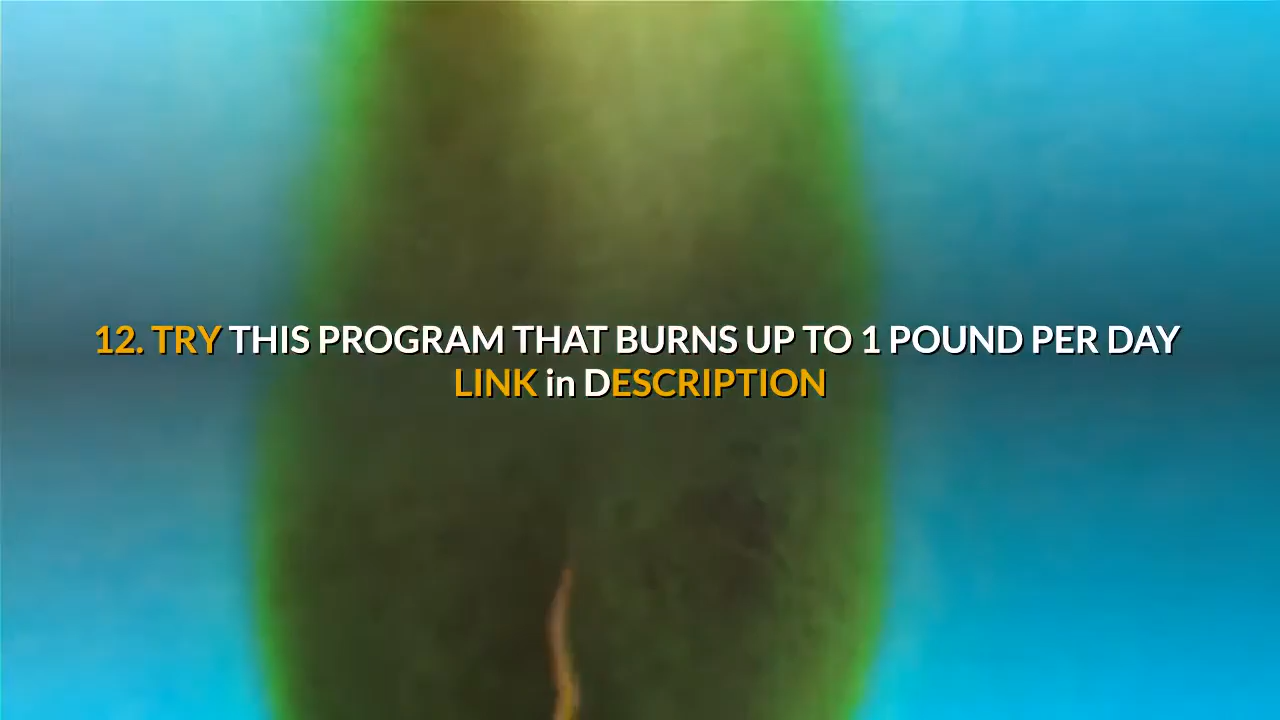 12. TRY THIS PROGRAM THAT BURNS UP TO 1 POUND PER DAY
LINK in DESCRIPTION